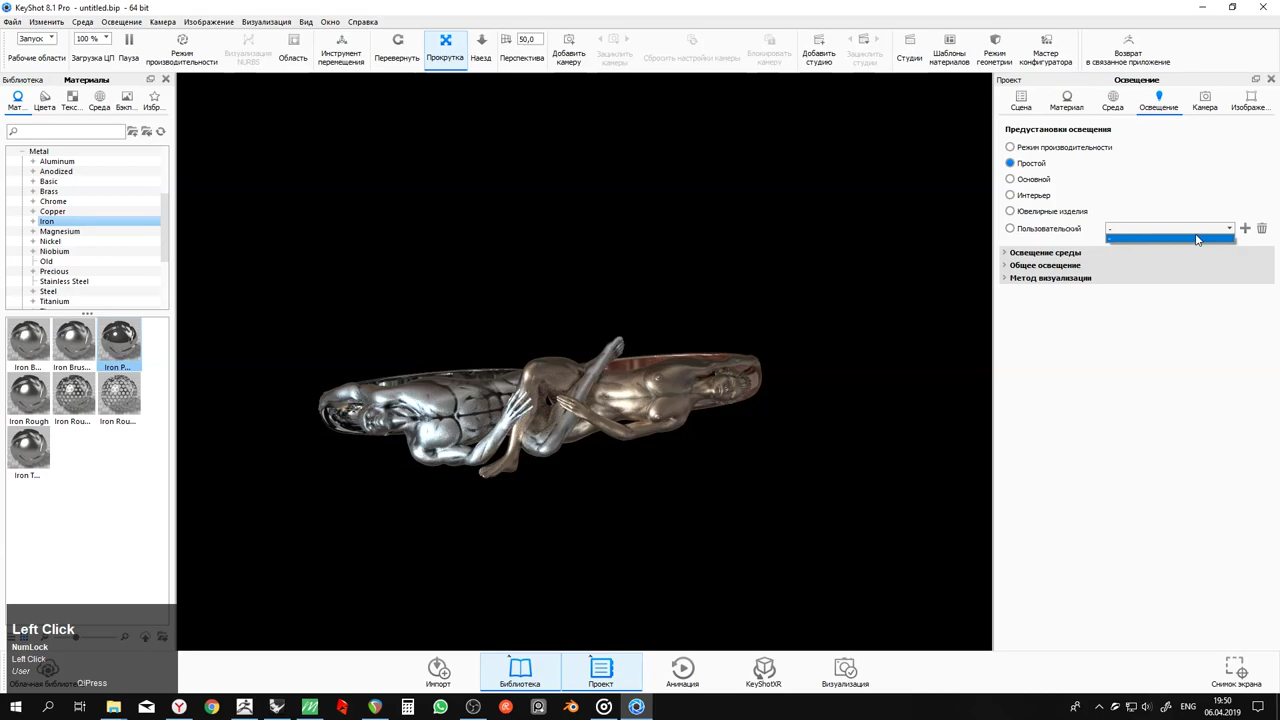 KeyShot 8.1 Pro - untitled.bip - 64 bit
Файл Изменить Среда Освещение Камера Изображение Визуализация Вид Окно Справка
Запуск 100 % 50,0
Рабочие области Загрузка ЦП Пауза Режим производительности Визуализация NURBS Область Инструмент перемещения Перевернуть Прокрутка Наезд Перспектива Добавить камеру Зациклить камеры Сбросить настройки камеры Блокировать камеру Добавить студию Зациклить студии Студии Шаблоны материалов Режим геометрии Мастер конфигуратора Возврат в связанное приложение
Библиотека Материалы
Мат... Цвета Текс... Среда Бэкп... Избр...
Metal
Aluminum
Anodized
Basic
Brass
Chrome
Copper
Iron
Magnesium
Nickel
Niobium
Old
Precious
Stainless Steel
Steel
Titanium
Iron B... Iron Brus... Iron P...
Iron Rough Iron Rou... Iron Rou...
Iron T...
Проект Освещение
Сцена Материал Среда Освещение Камера Изображе...
Предустановки освещения
Режим производительности
Простой
Основной
Интерьер
Ювелирные изделия
Пользовательский -
-
Освещение среды
Общее освещение
Метод визуализации
Left Click
NumLock
Left Click
User
QiPress
Облачная библиотека Импорт Библиотека Проект Анимация KeyShotXR Визуализация Снимок экрана
ENG
19:50
06.04.2019